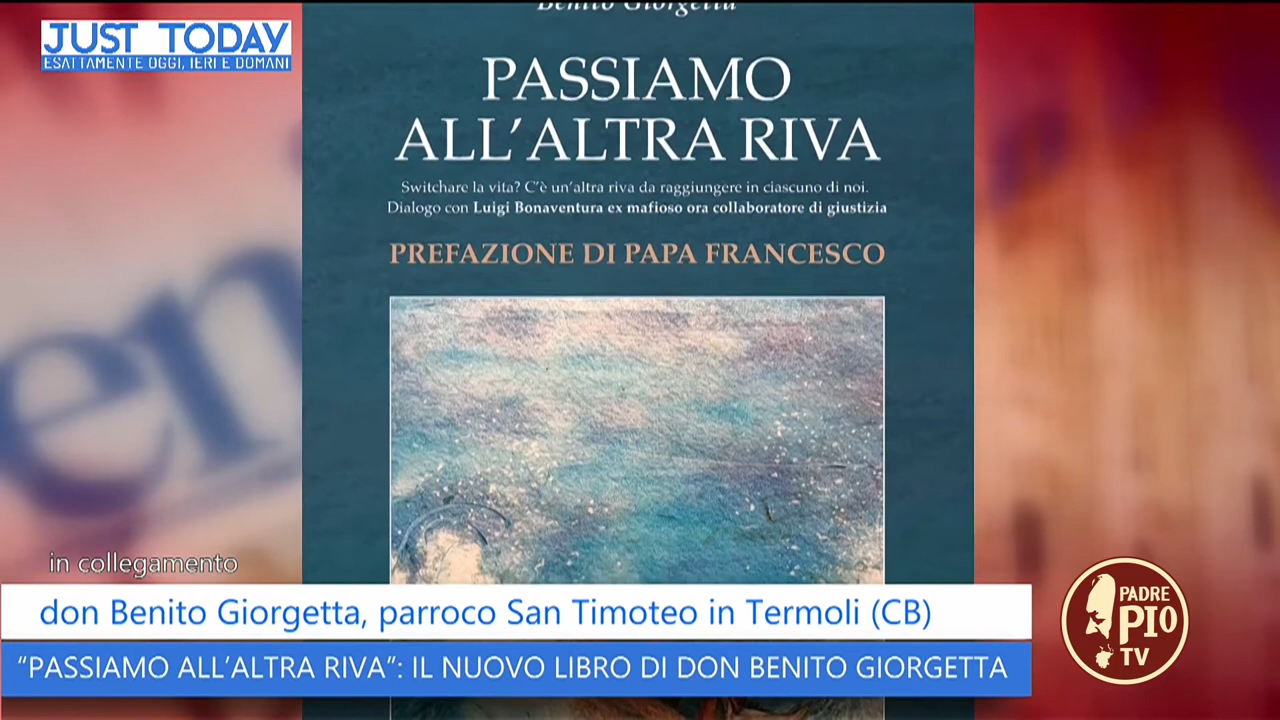 Benito Giorgetta
JUST TODAY
ESATTAMENTE OGGI, IERI E DOMANI
PASSIAMO
ALL'ALTRA RIVA
Switchare la vita? C'è un'altra riva da raggiungere in ciascuno di noi.
Dialogo con Luigi Bonaventura ex mafioso ora collaboratore di giustizia
PREFAZIONE DI PAPA FRANCESCO
en
in collegamento
don Benito Giorgetta, parroco San Timoteo in Termoli (CB)
“PASSIAMO ALL'ALTRA RIVA”: IL NUOVO LIBRO DI DON BENITO GIORGETTA
PADRE
PIO
TV